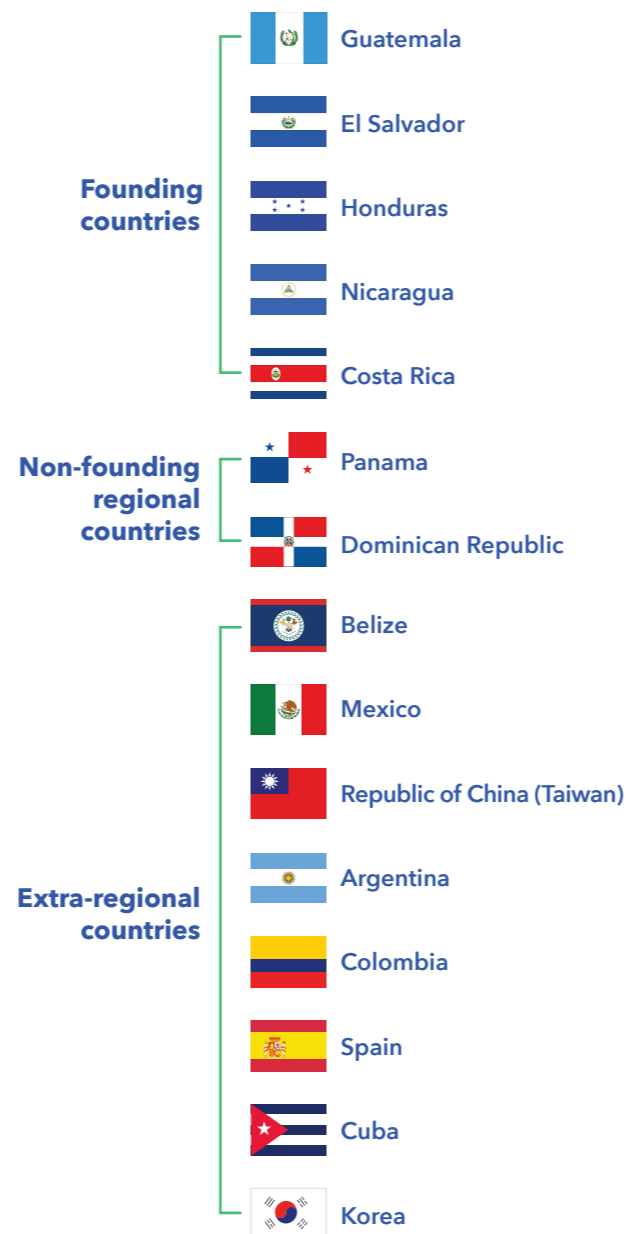 Founding
countries
Guatemala
El Salvador
Honduras
Nicaragua
Costa Rica
Non-founding
regional
countries
Panama
Dominican Republic
Extra-regional
countries
Belize
Mexico
Republic of China (Taiwan)
Argentina
Colombia
Spain
Cuba
Korea